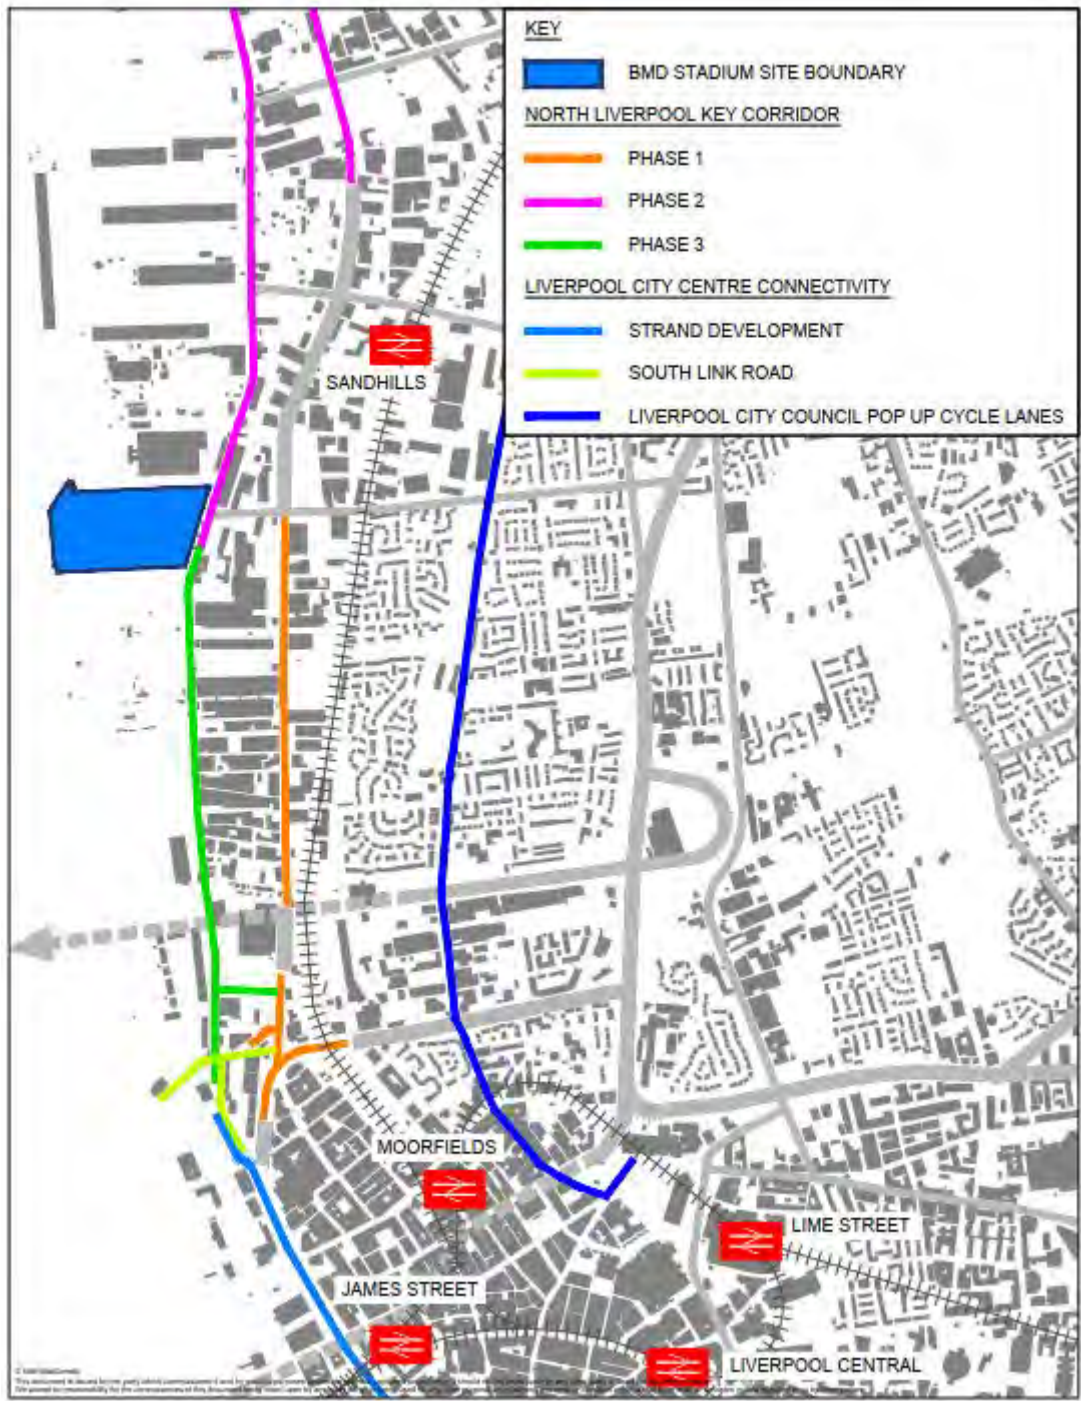 KEY
BMD STADIUM SITE BOUNDARY
NORTH LIVERPOOL KEY CORRIDOR
PHASE 1
PHASE 2
PHASE 3
LIVERPOOL CITY CENTRE CONNECTIVITY
STRAND DEVELOPMENT
SOUTH LINK ROAD
LIVERPOOL CITY COUNCIL POP UP CYCLE LANES
SANDHILLS
MOORFIELDS
LIME STREET
JAMES STREET
LIVERPOOL CENTRAL